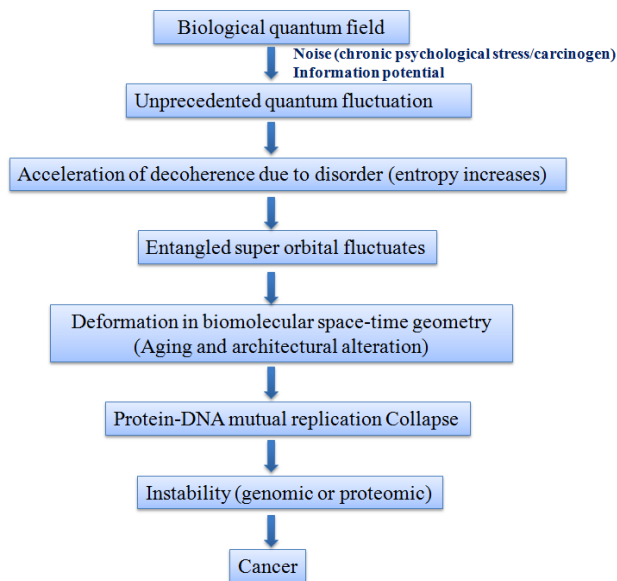 Biological quantum field
Noise (chronic psychological stress/carcinogen)
Information potential
Unprecedented quantum fluctuation
Acceleration of decoherence due to disorder (entropy increases)
Entangled super orbital fluctuates
Deformation in biomolecular space-time geometry
(Aging and architectural alteration)
Protein-DNA mutual replication Collapse
Instability (genomic or proteomic)
Cancer